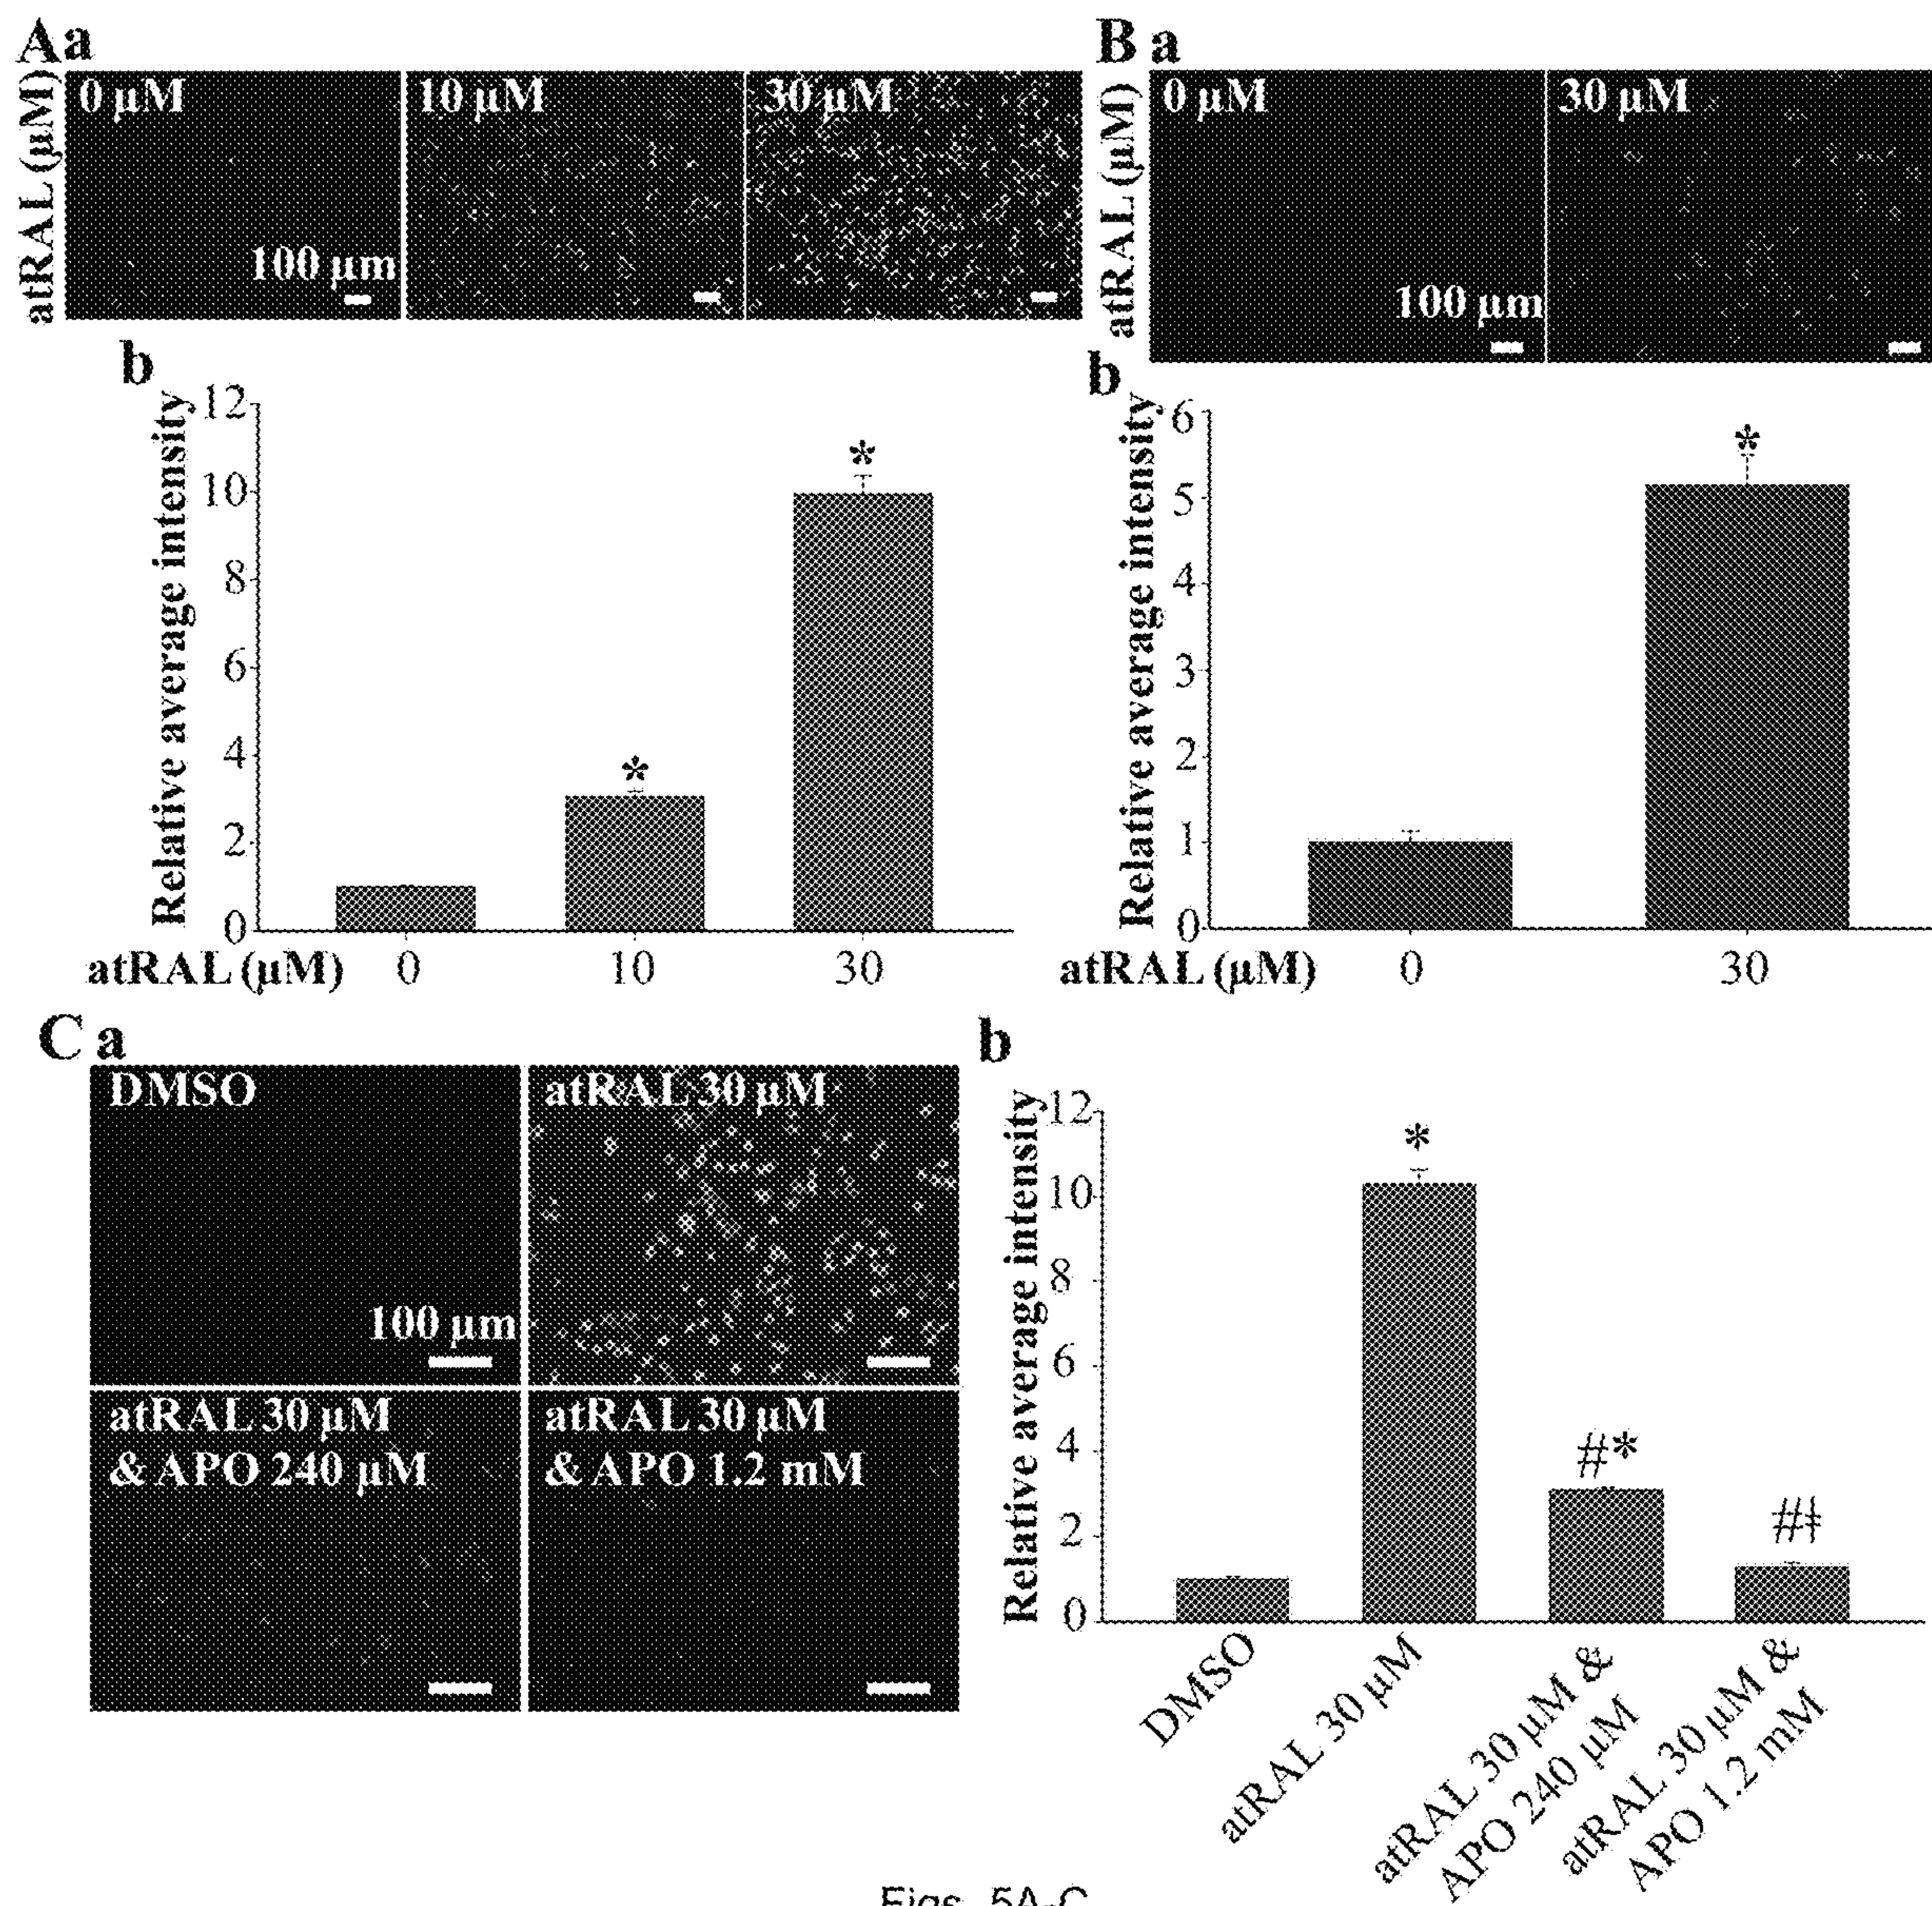 Aa
atRAL (µM)
0 µM
10 µM
30 µM
100 µm
b
Relative average intensity
12
10
8
6
4
2
0
*
*
atRAL (µM)
0
10
30
B a
atRAL (µM)
0 µM
30 µM
100 µm
b
Relative average intensity
6
5
4
3
2
1
0
*
atRAL (µM)
0
30
C a
DMSO
atRAL 30 µM
100 µm
atRAL 30 µM
& APO 240 µM
atRAL 30 µM
& APO 1.2 mM
b
Relative average intensity
12
10
8
6
4
2
0
*
#*
#ǂ
DMSO
atRAL 30 µM
atRAL 30 µM &
APO 240 µM
atRAL 30 µM &
APO 1.2 mM
Figs. 5A-C